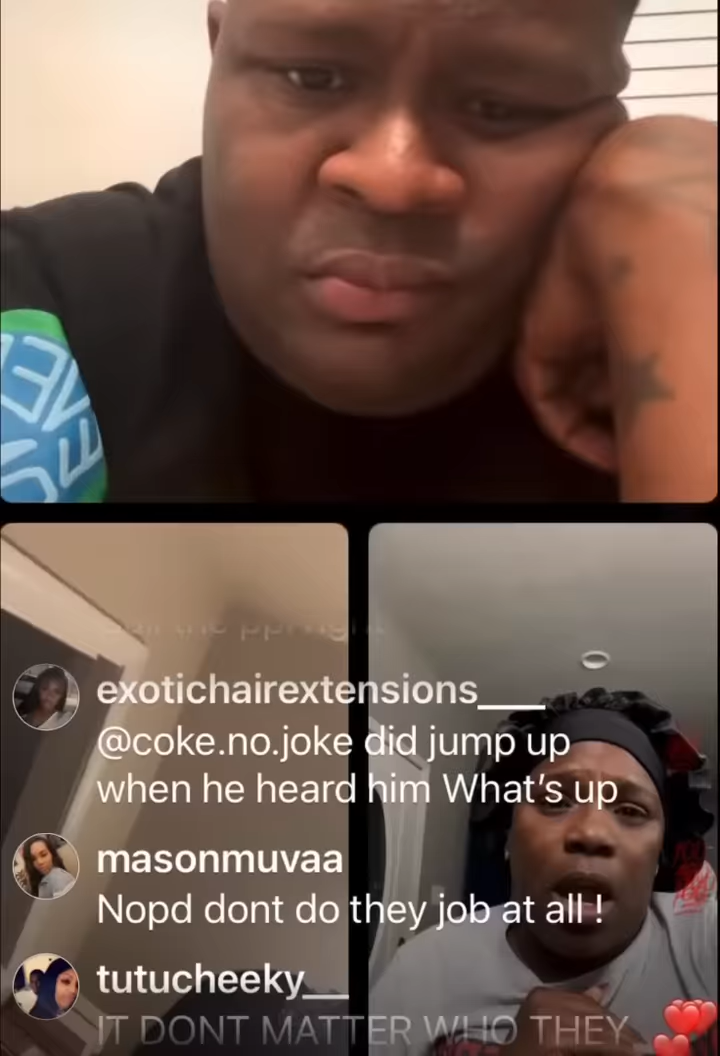 exotichairextensions____
@coke.no.joke did jump up
when he heard him What's up
masonmuvaa
Nopd dont do they job at all !
tutucheeky__
IT DONT MATTER WHO THEY